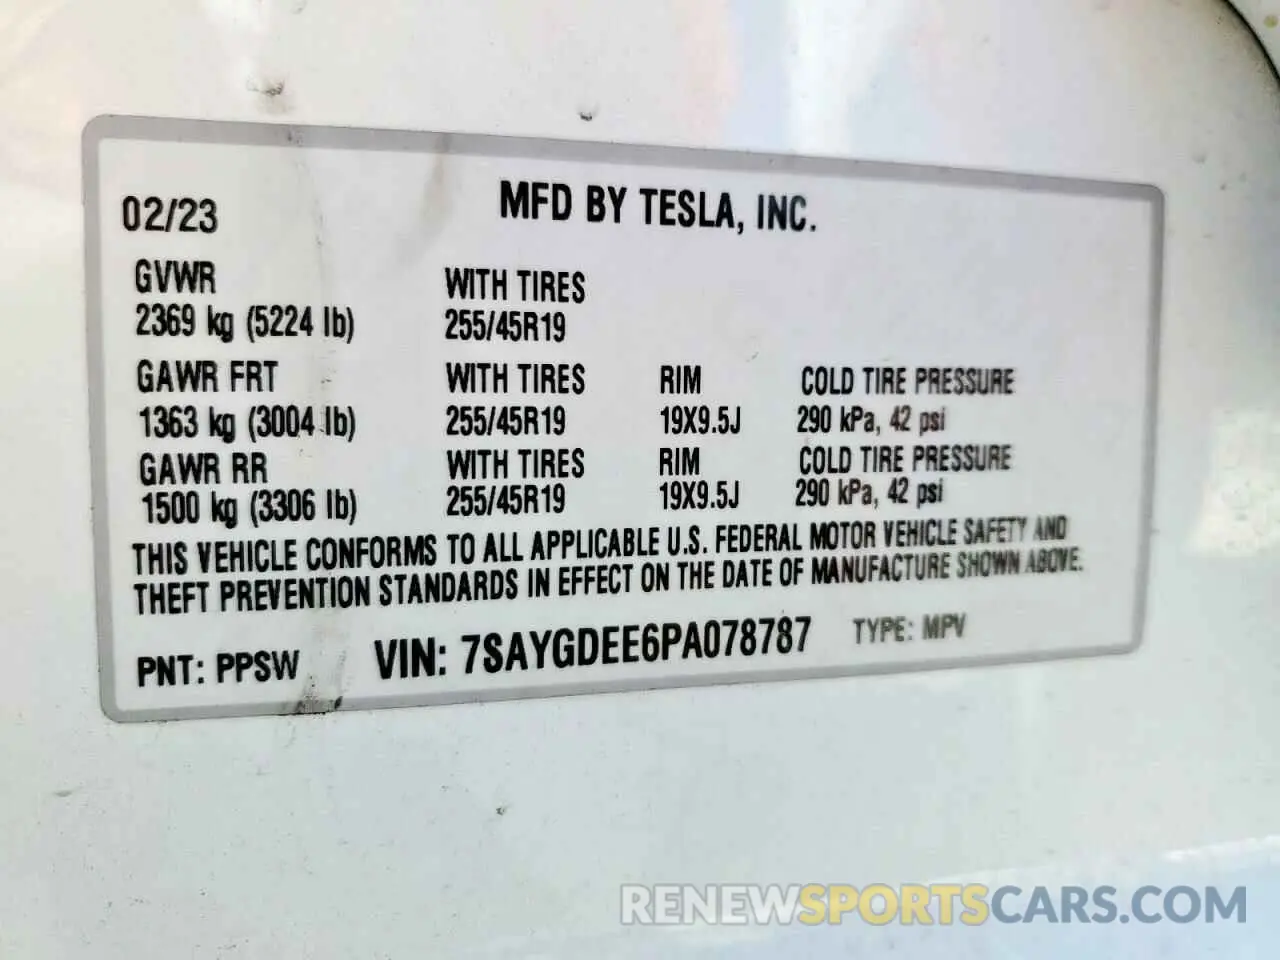 02/23 MFD BY TESLA, INC.
GVWR WITH TIRES
2369 kg (5224 lb) 255/45R19
GAWR FRT WITH TIRES RIM COLD TIRE PRESSURE
1363 kg (3004 lb) 255/45R19 19X9.5J 290 kPa, 42 psi
GAWR RR WITH TIRES RIM COLD TIRE PRESSURE
1500 kg (3306 lb) 255/45R19 19X9.5J 290 kPa, 42 psi
THIS VEHICLE CONFORMS TO ALL APPLICABLE U.S. FEDERAL MOTOR VEHICLE SAFETY AND
THEFT PREVENTION STANDARDS IN EFFECT ON THE DATE OF MANUFACTURE SHOWN ABOVE.
PNT: PPSW VIN: 7SAYGDEE6PA078787 TYPE: MPV
RENEWSPORTSCARS.COM